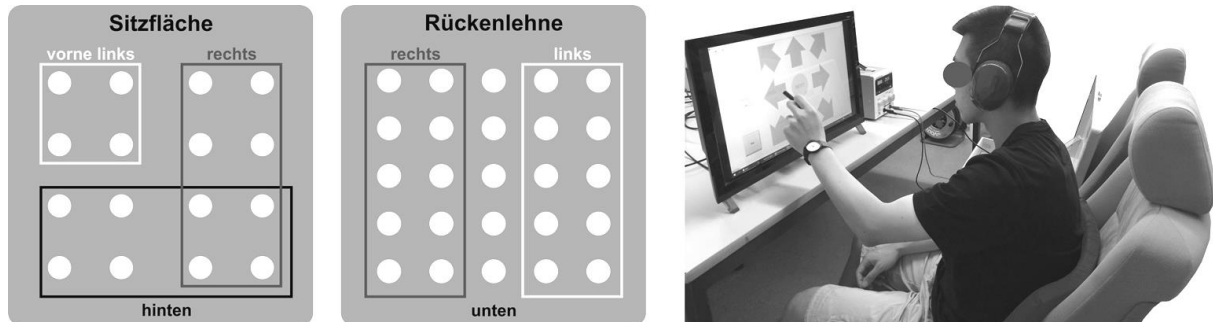 Sitzfläche
vorne links
rechts
hinten
Rückenlehne
rechts
links
unten